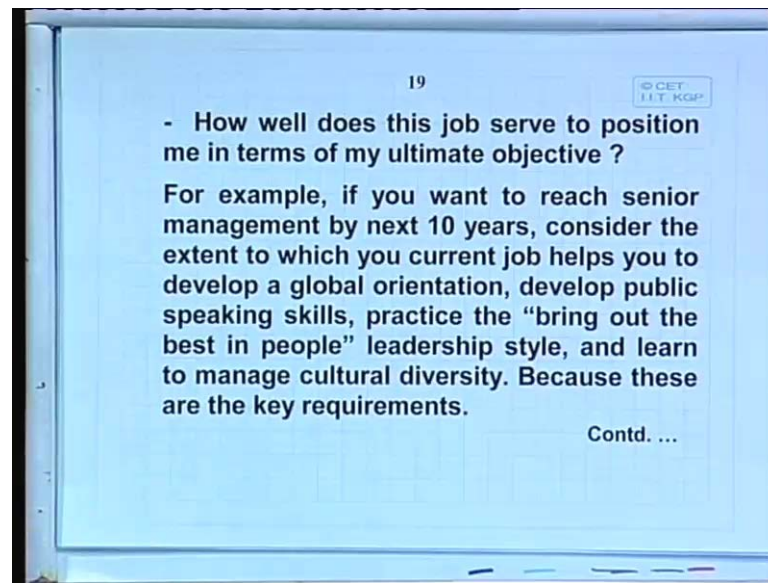 19
© CET
I.I.T. KGP
- How well does this job serve to position
me in terms of my ultimate objective ?
For example, if you want to reach senior
management by next 10 years, consider the
extent to which you current job helps you to
develop a global orientation, develop public
speaking skills, practice the “bring out the
best in people” leadership style, and learn
to manage cultural diversity. Because these
are the key requirements.
Contd. ...